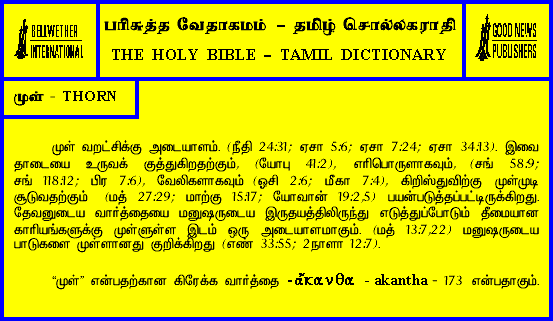 BELLWETHER
INTERNATIONAL
பரிசுத்த வேதாகமம் – தமிழ் சொல்லகராதி
THE HOLY BIBLE – TAMIL DICTIONARY
GOOD NEWS
PUBLISHERS
முள் - THORN
முள் வறட்சிக்கு அடையாளம். (நீதி 24:31; ஏசா 5:6; ஏசா 7:24; ஏசா 34:13). இவை
தாடையை உருவக் குத்துகிறதற்கும், (யோபு 41:2), எரிபொருளாகவும், (சங் 58:9;
சங் 118:12; பிர 7:6), வேலிகளாகவும் (ஓசி 2:6; மீகா 7:4), கிறிஸ்துவிற்கு முள்முடி
சூடுவதற்கும் (மத் 27:29; மாற்கு 15:17; யோவான் 19:2,5) பயன்படுத்தப்பட்டிருக்கிறது.
தேவனுடைய வார்த்தையை மனுஷருடைய இருதயத்திலிருந்து எடுத்துப்போடும் தீமையான
காரியங்களுக்கு முள்ளுள்ள இடம் ஒரு அடையாளமாகும். (மத் 13:7,22) மனுஷருடைய
பாடுகளை முள்ளானது குறிக்கிறது (எண் 33:55; 2நாளா 12:7).
“முள்” என்பதற்கான கிரேக்க வார்த்தை -ἄκανθα - akantha - 173 என்பதாகும்.